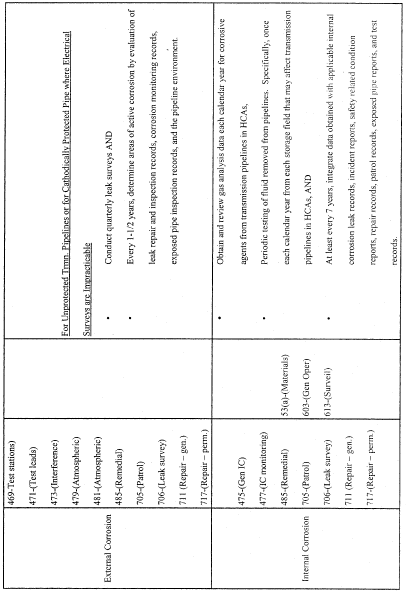 External Corrosion
469-Test stations)
471-(Test leads)
473-(Interference)
479-(Atmospheric)
481-(Atmospheric)
485-(Remedial)
705-(Patrol)
706-(Leak survey)
711 (Repair – gen.)
717-(Repair – perm.)
For Unprotected Trmn. Pipelines or for Cathodically Protected Pipe where Electrical
Surveys are Impracticable
• Conduct quarterly leak surveys AND
• Every 1-1/2 years, determine areas of active corrosion by evaluation of
leak repair and inspection records, corrosion monitoring records,
exposed pipe inspection records, and the pipeline environment.
Internal Corrosion
475-(Gen IC)
477-(IC monitoring)
485-(Remedial)
705-(Patrol)
706-(Leak survey)
711 (Repair – gen.)
717-(Repair – perm.)
53(a)-(Materials)
603-(Gen Oper)
613-(Surveil)
• Obtain and review gas analysis data each calendar year for corrosive
agents from transmission pipelines in HCAs,
• Periodic testing of fluid removed from pipelines. Specifically, once
each calendar year from each storage field that may affect transmission
pipelines in HCAs, AND
• At least every 7 years, integrate data obtained with applicable internal
corrosion leak records, incident reports, safety related condition
reports, repair records, patrol records, exposed pipe reports, and test
records.